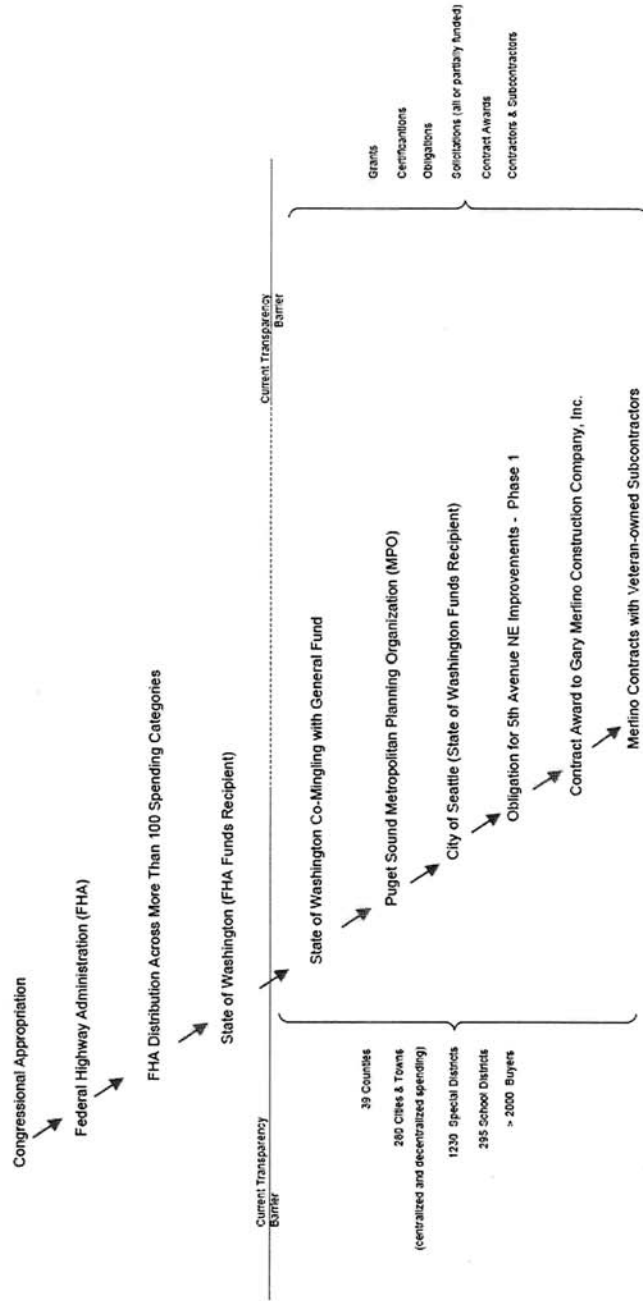 Congressional Appropriation
Federal Highway Administration (FHA)
FHA Distribution Across More Than 100 Spending Categories
State of Washington (FHA Funds Recipient)
Current Transparency
Barrier
Current Transparency
Barrier
State of Washington Co-Mingling with General Fund
Puget Sound Metropolitan Planning Organization (MPO)
City of Seattle (State of Washington Funds Recipient)
Obligation for 5th Avenue NE Improvements - Phase 1
Contract Award to Gary Merlino Construction Company, Inc.
Merlino Contracts with Veteran-owned Subcontractors
39 Counties
280 Cities & Towns
(centralized and decentralized spending)
1230 Special Districts
295 School Districts
> 2000 Buyers
Grants
Certificantions
Obligations
Solicitations (all or partially funded)
Contract Awards
Contractors & Subcontractors